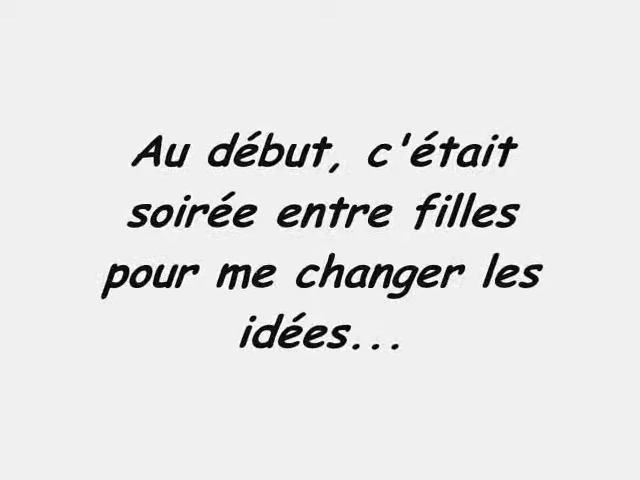 Au début, c'était
soirée entre filles
pour me changer les
idées...